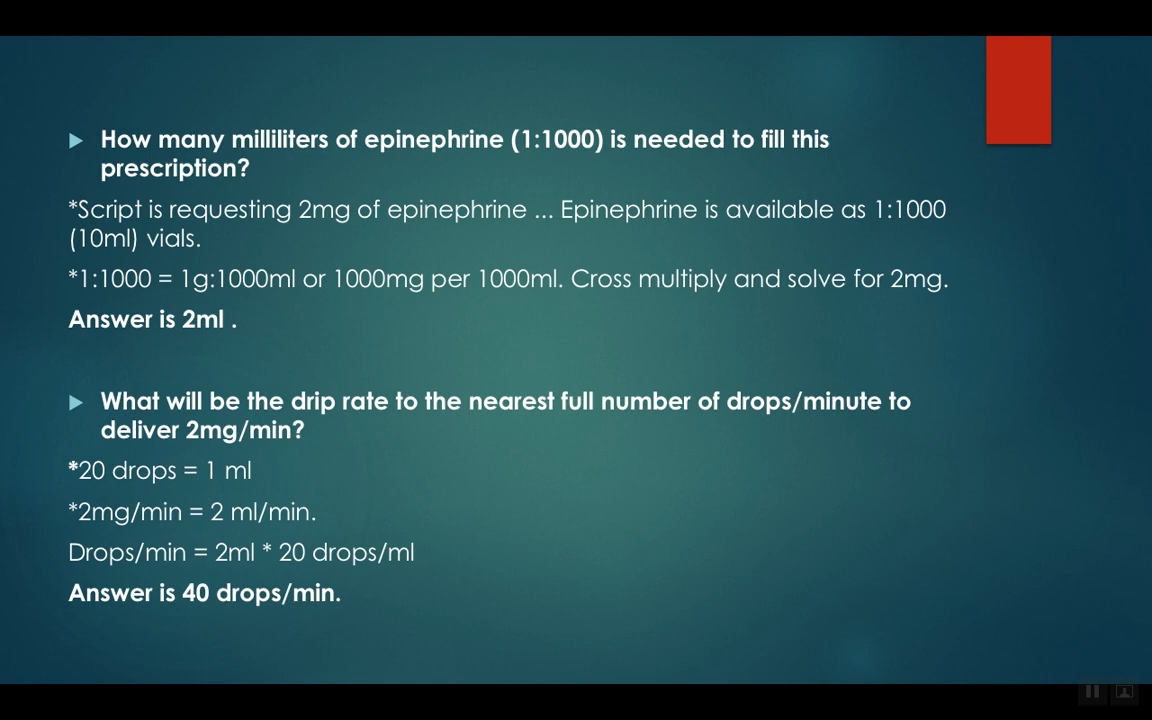 How many milliliters of epinephrine (1:1000) is needed to fill this
prescription?
*Script is requesting 2mg of epinephrine ... Epinephrine is available as 1:1000
(10ml) vials.
*1:1000 = 1g:1000ml or 1000mg per 1000ml. Cross multiply and solve for 2mg.
Answer is 2ml .
What will be the drip rate to the nearest full number of drops/minute to
deliver 2mg/min?
*20 drops = 1 ml
*2mg/min = 2 ml/min.
Drops/min = 2ml * 20 drops/ml
Answer is 40 drops/min.